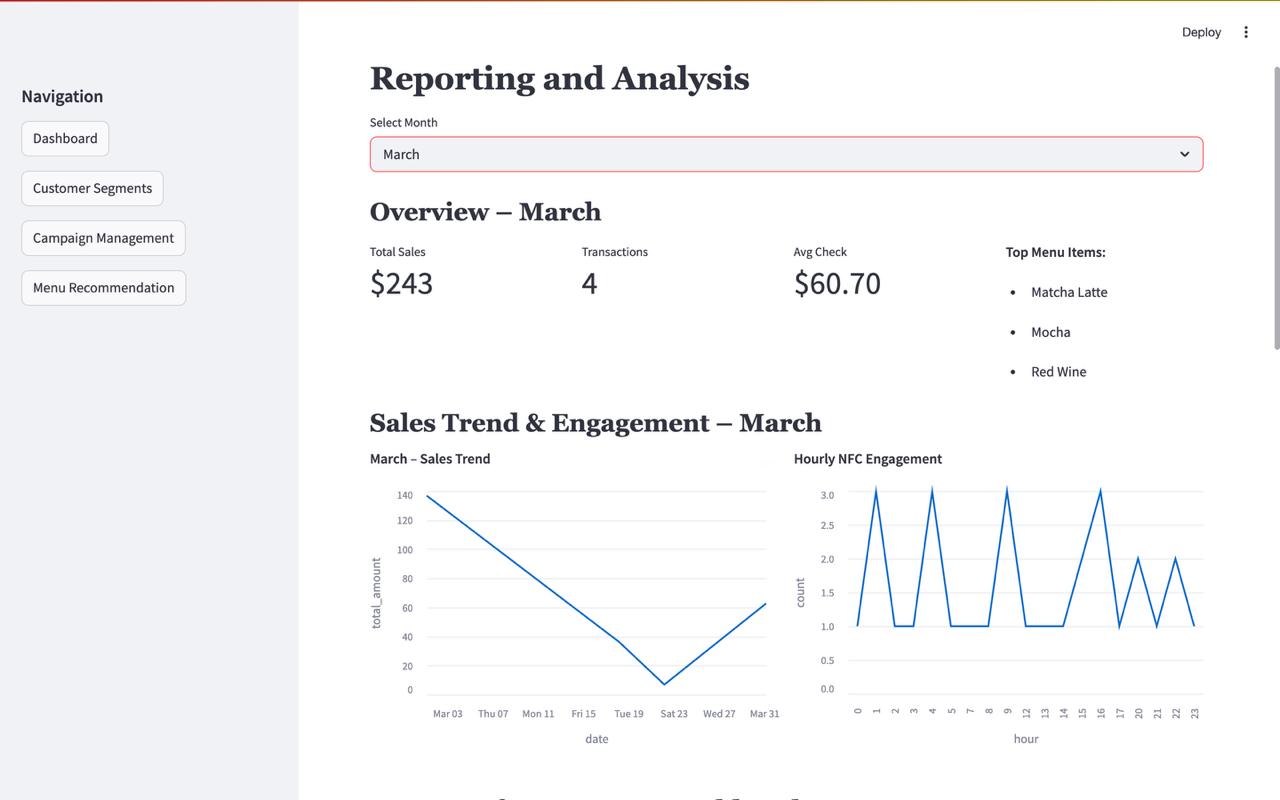 Deploy
Navigation
Dashboard
Customer Segments
Campaign Management
Menu Recommendation
Reporting and Analysis
Select Month
March
Overview – March
Total Sales
$243
Transactions
4
Avg Check
$60.70
Top Menu Items:
• Matcha Latte
• Mocha
• Red Wine
Sales Trend & Engagement – March
March – Sales Trend
140
120
100
80
60
40
20
0
total_amount
Mar 03 Thu 07 Mon 11 Fri 15 Tue 19 Sat 23 Wed 27 Mar 31
date
Hourly NFC Engagement
3.0
2.5
2.0
1.5
1.0
0.5
0.0
count
0 1 2 3 4 5 7 8 9 12 13 14 15 16 17 20 21 22 23
hour